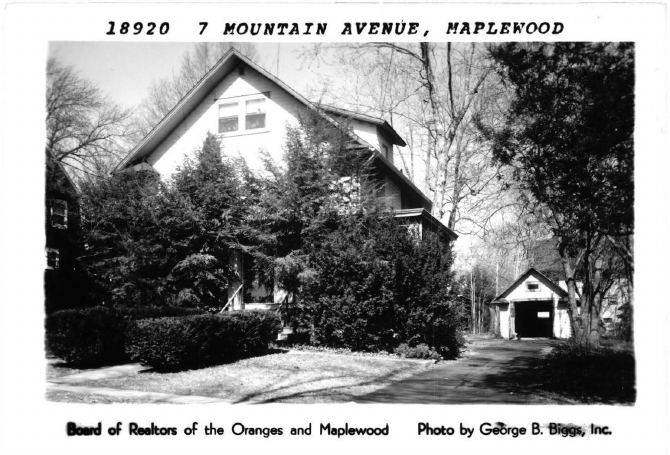 18920 7 MOUNTAIN AVENUE, MAPLEWOOD
Board of Realtors of the Oranges and Maplewood Photo by George B. Biggs, Inc.